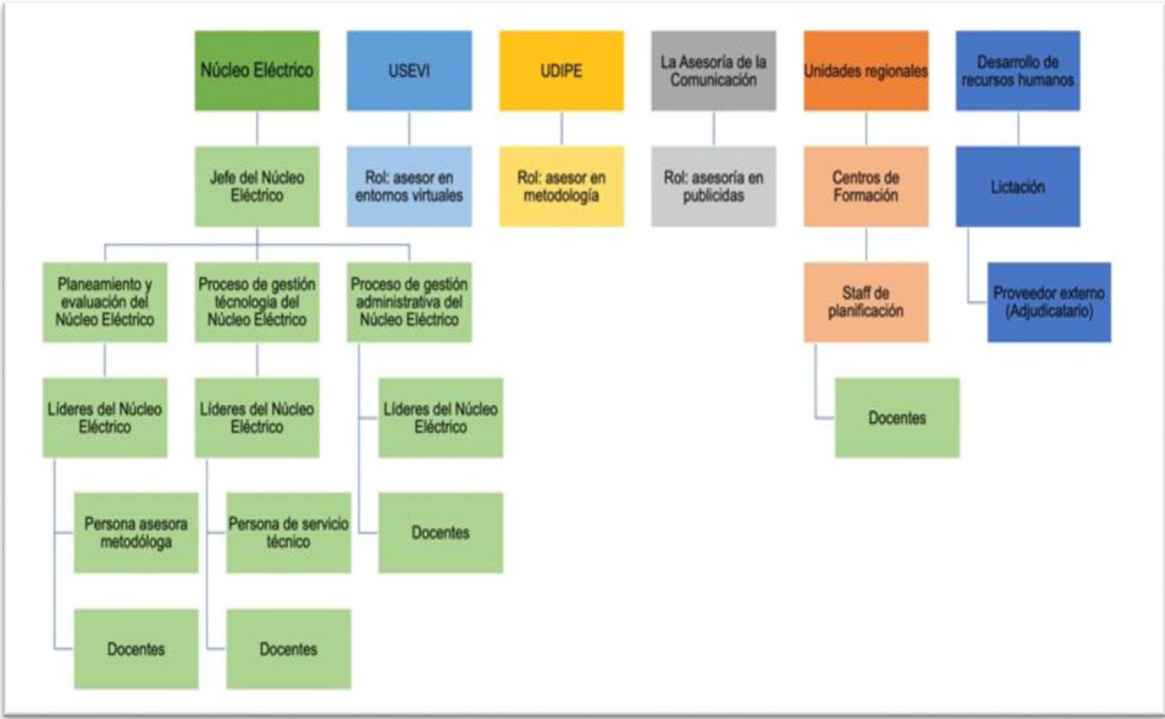 Núcleo Eléctrico
USEVI
UDIPE
La Asesoría de la
Comunicación
Unidades regionales
Desarrollo de
recursos humanos
Jefe del Núcleo
Eléctrico
Rol: asesor en
entornos virtuales
Rol: asesor en
metodología
Rol: asesoría en
publicidas
Centros de
Formación
Lictación
Planeamiento y
evaluación del
Núcleo Eléctrico
Proceso de gestión
técnologia del
Núcleo Eléctrico
Proceso de gestión
administrativa del
Núcleo Eléctrico
Staff de
planificación
Proveedor externo
(Adjudicatario)
Líderes del Núcleo
Eléctrico
Líderes del Núcleo
Eléctrico
Líderes del Núcleo
Eléctrico
Docentes
Persona asesora
metodóloga
Persona de servicio
técnico
Docentes
Docentes
Docentes